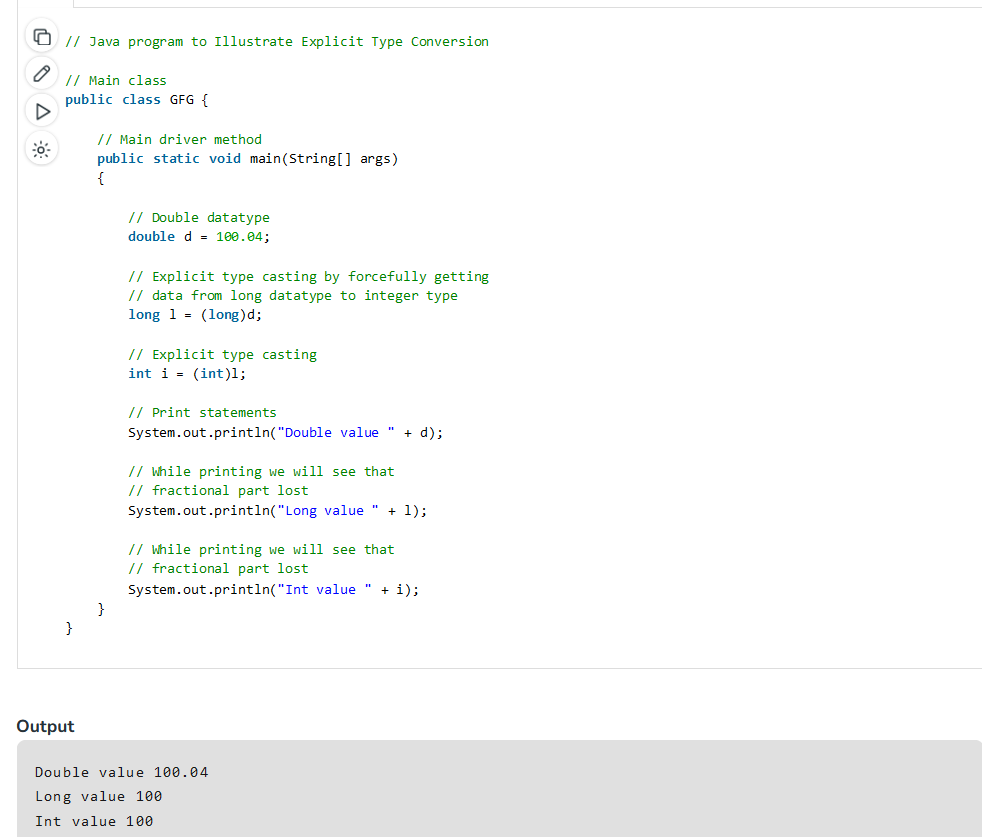 // Java program to Illustrate Explicit Type Conversion
// Main class
public class GFG {
// Main driver method
public static void main(String[] args)
{
// Double datatype
double d = 100.04;
// Explicit type casting by forcefully getting
// data from long datatype to integer type
long l = (long)d;
// Explicit type casting
int i = (int)l;
// Print statements
System.out.println("Double value " + d);
// While printing we will see that
// fractional part lost
System.out.println("Long value " + l);
// While printing we will see that
// fractional part lost
System.out.println("Int value " + i);
}
}
Output
Double value 100.04
Long value 100
Int value 100